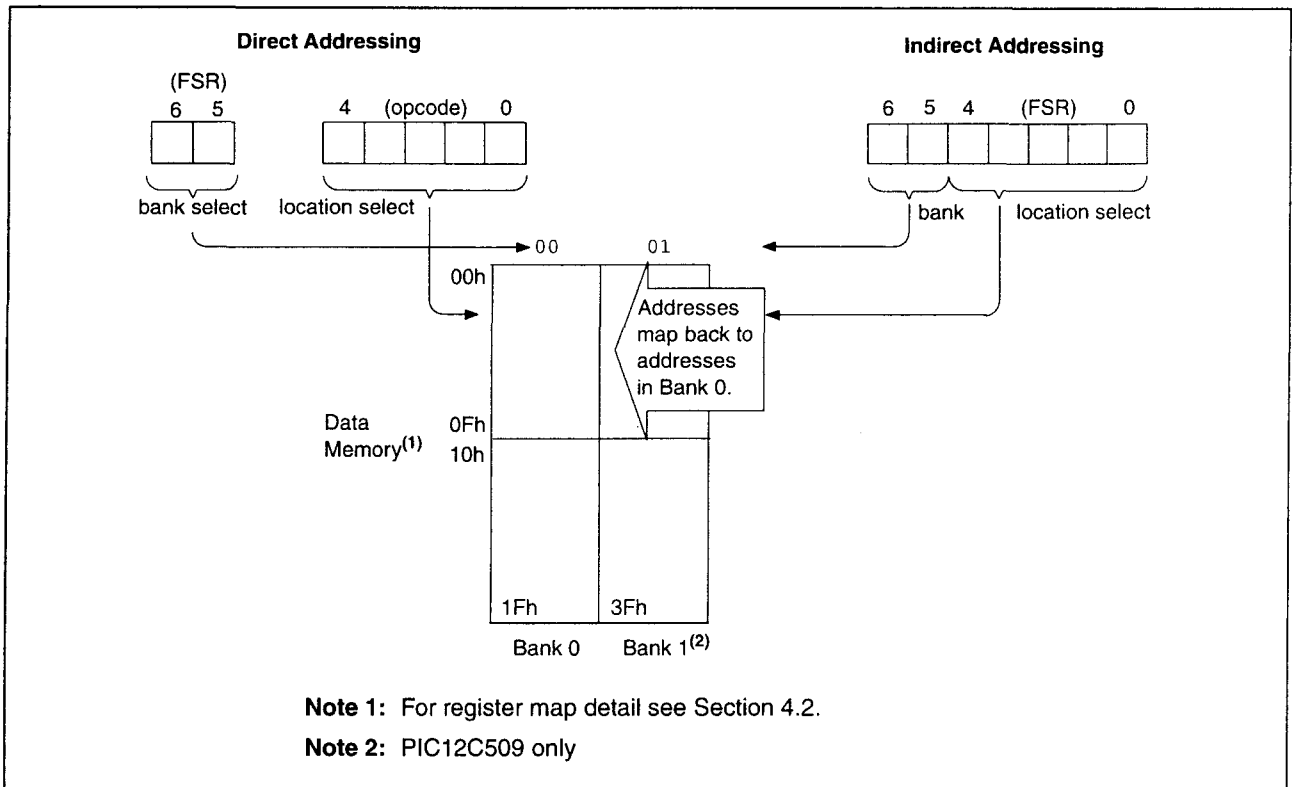 Direct Addressing
Indirect Addressing
(FSR)
6 5
4 (opcode) 0
6 5 4 (FSR) 0
bank select
location select
bank
location select
00
01
00h
Addresses
map back to
addresses
in Bank 0.
Data
Memory(1)
0Fh
10h
1Fh
3Fh
Bank 0
Bank 1(2)
Note 1: For register map detail see Section 4.2.
Note 2: PIC12C509 only